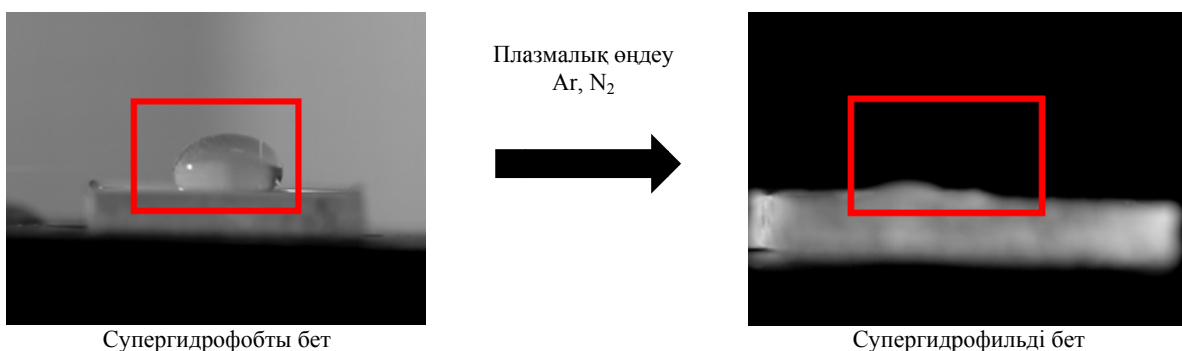 Плазмалық өңдеу
Ar, N₂
Супергидрофобты бет
Супергидрофильді бет